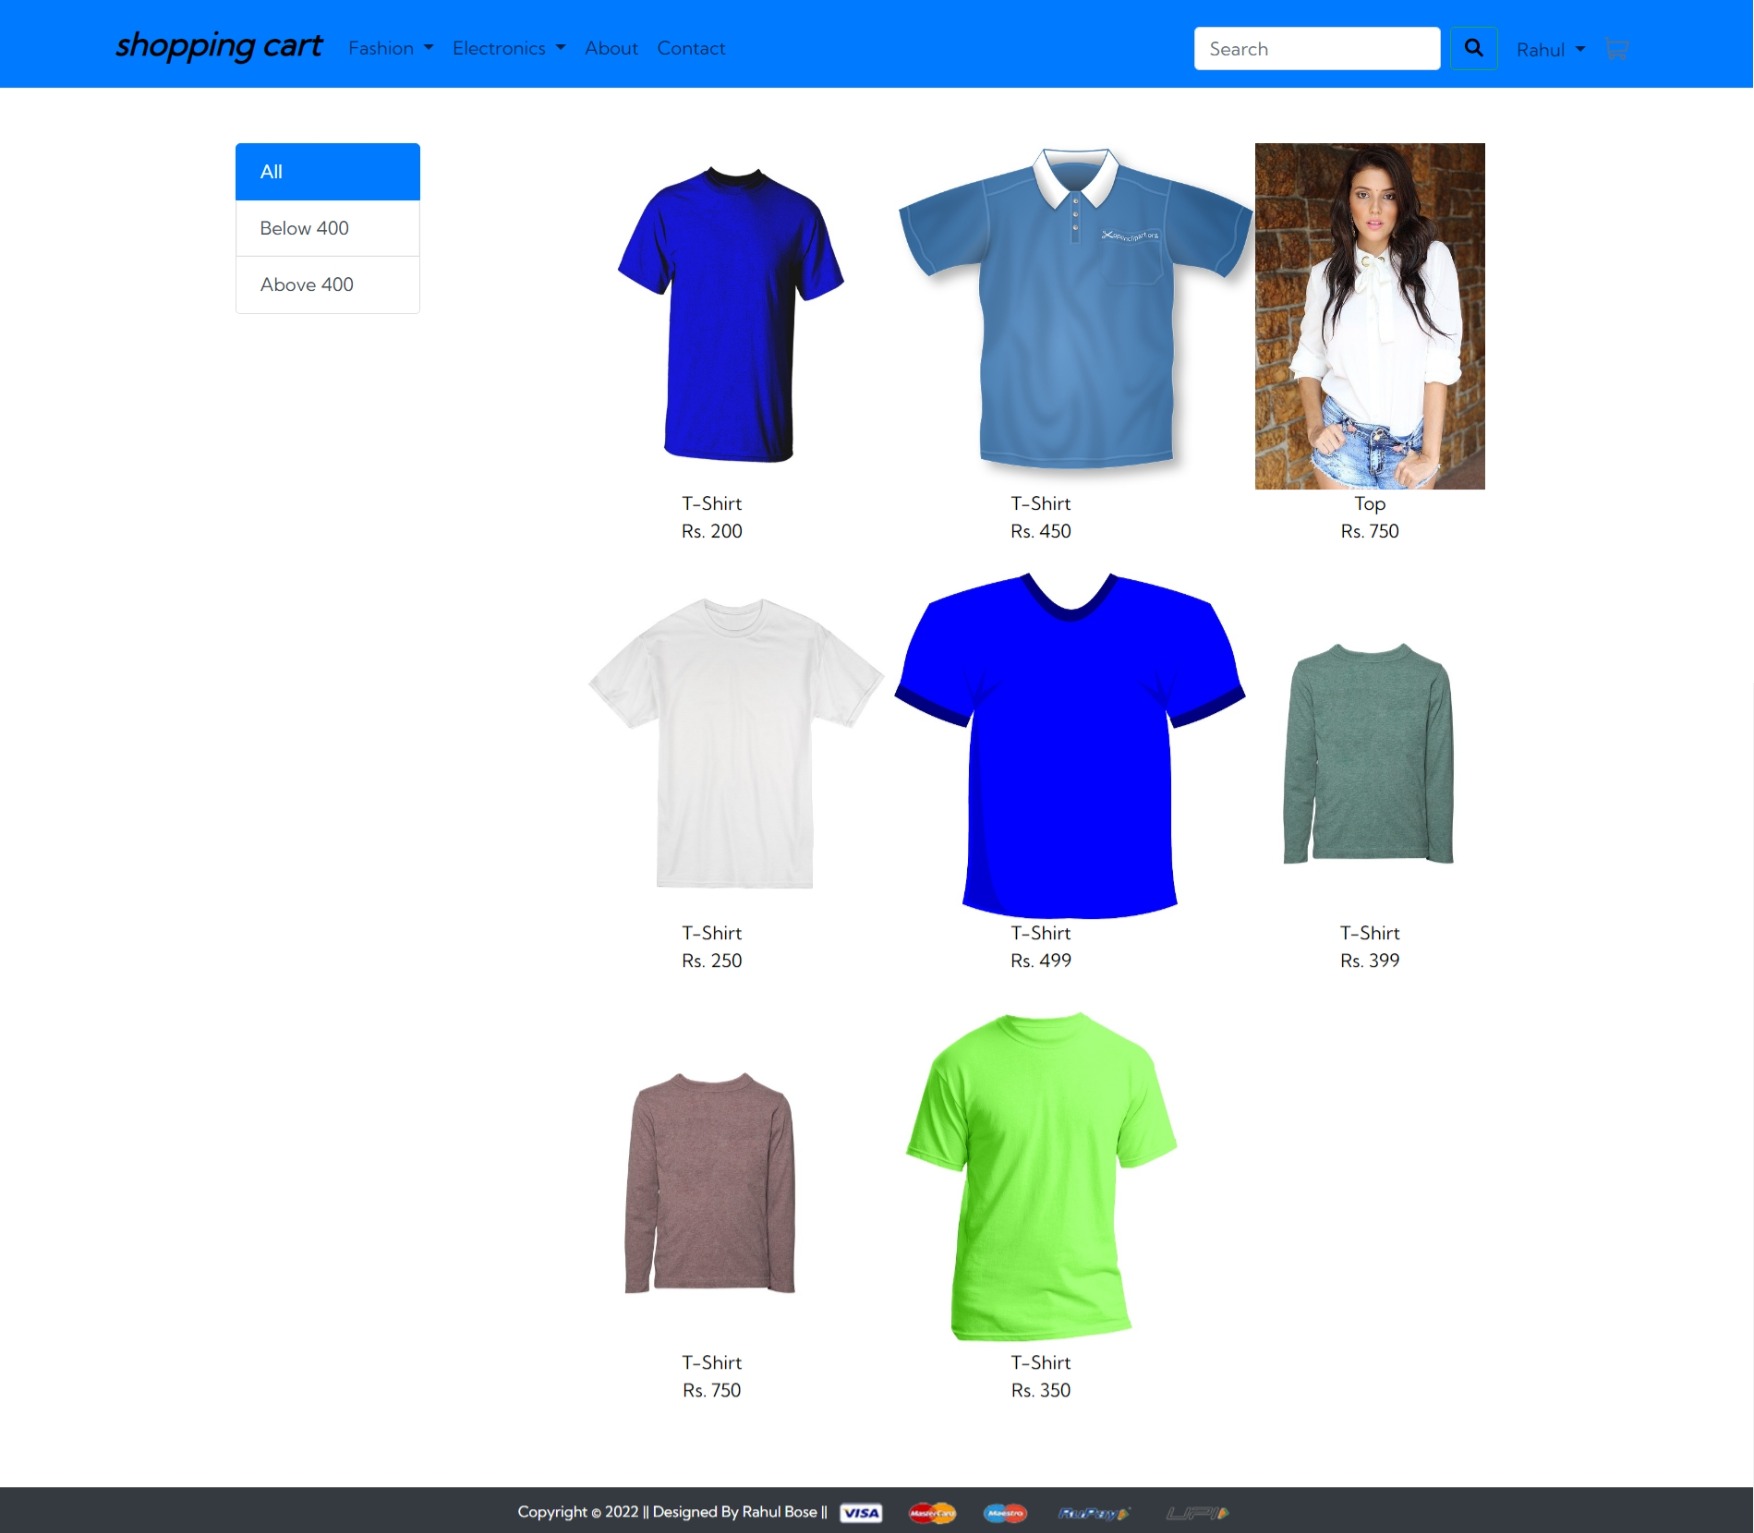 shopping cart Fashion Electronics About Contact Search Rahul
All
Below 400
Above 400
T-Shirt
Rs. 200
T-Shirt
Rs. 450
Top
Rs. 750
T-Shirt
Rs. 250
T-Shirt
Rs. 499
T-Shirt
Rs. 399
T-Shirt
Rs. 750
T-Shirt
Rs. 350
Copyright © 2022 || Designed By Rahul Bose || VISA MasterCard Maestro RuPay UPI